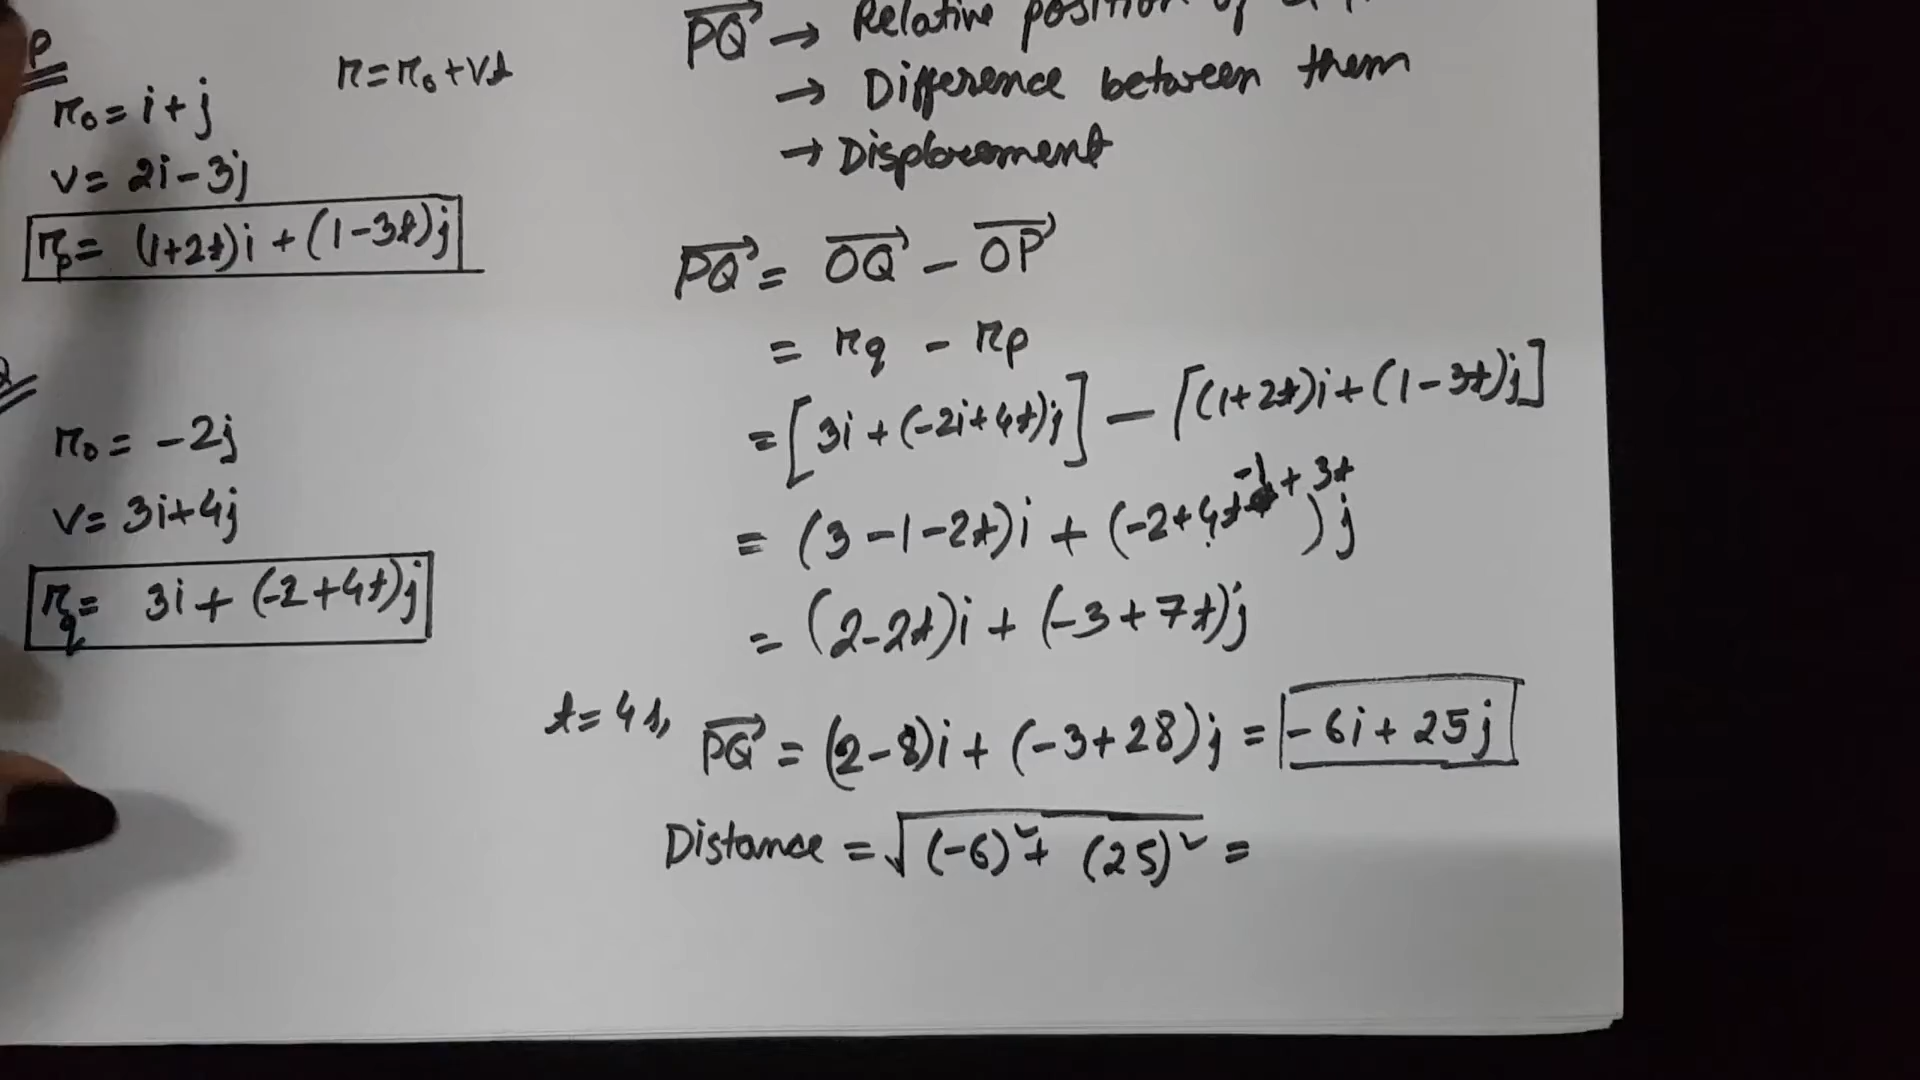 P
r₀ = i + j
r = r₀ + vt
v = 2i - 3j
r_p = (1+2t)i + (1-3t)j
Q
r₀ = -2j
v = 3i+4j
r_q = 3i + (-2+4t)j
PQ → Relative position of
→ Difference between them
→ Displacement
PQ = OQ - OP
= r_q - r_p
= [3i + (-2i+4t)j] - [(1+2t)i + (1-3t)j]
= (3-1-2t)i + (-2+4t-1+3t)j
= (2-2t)i + (-3+7t)j
t = 4s, PQ = (2-8)i + (-3+28)j = -6i + 25j
Distance = √(-6)² + (25)² =